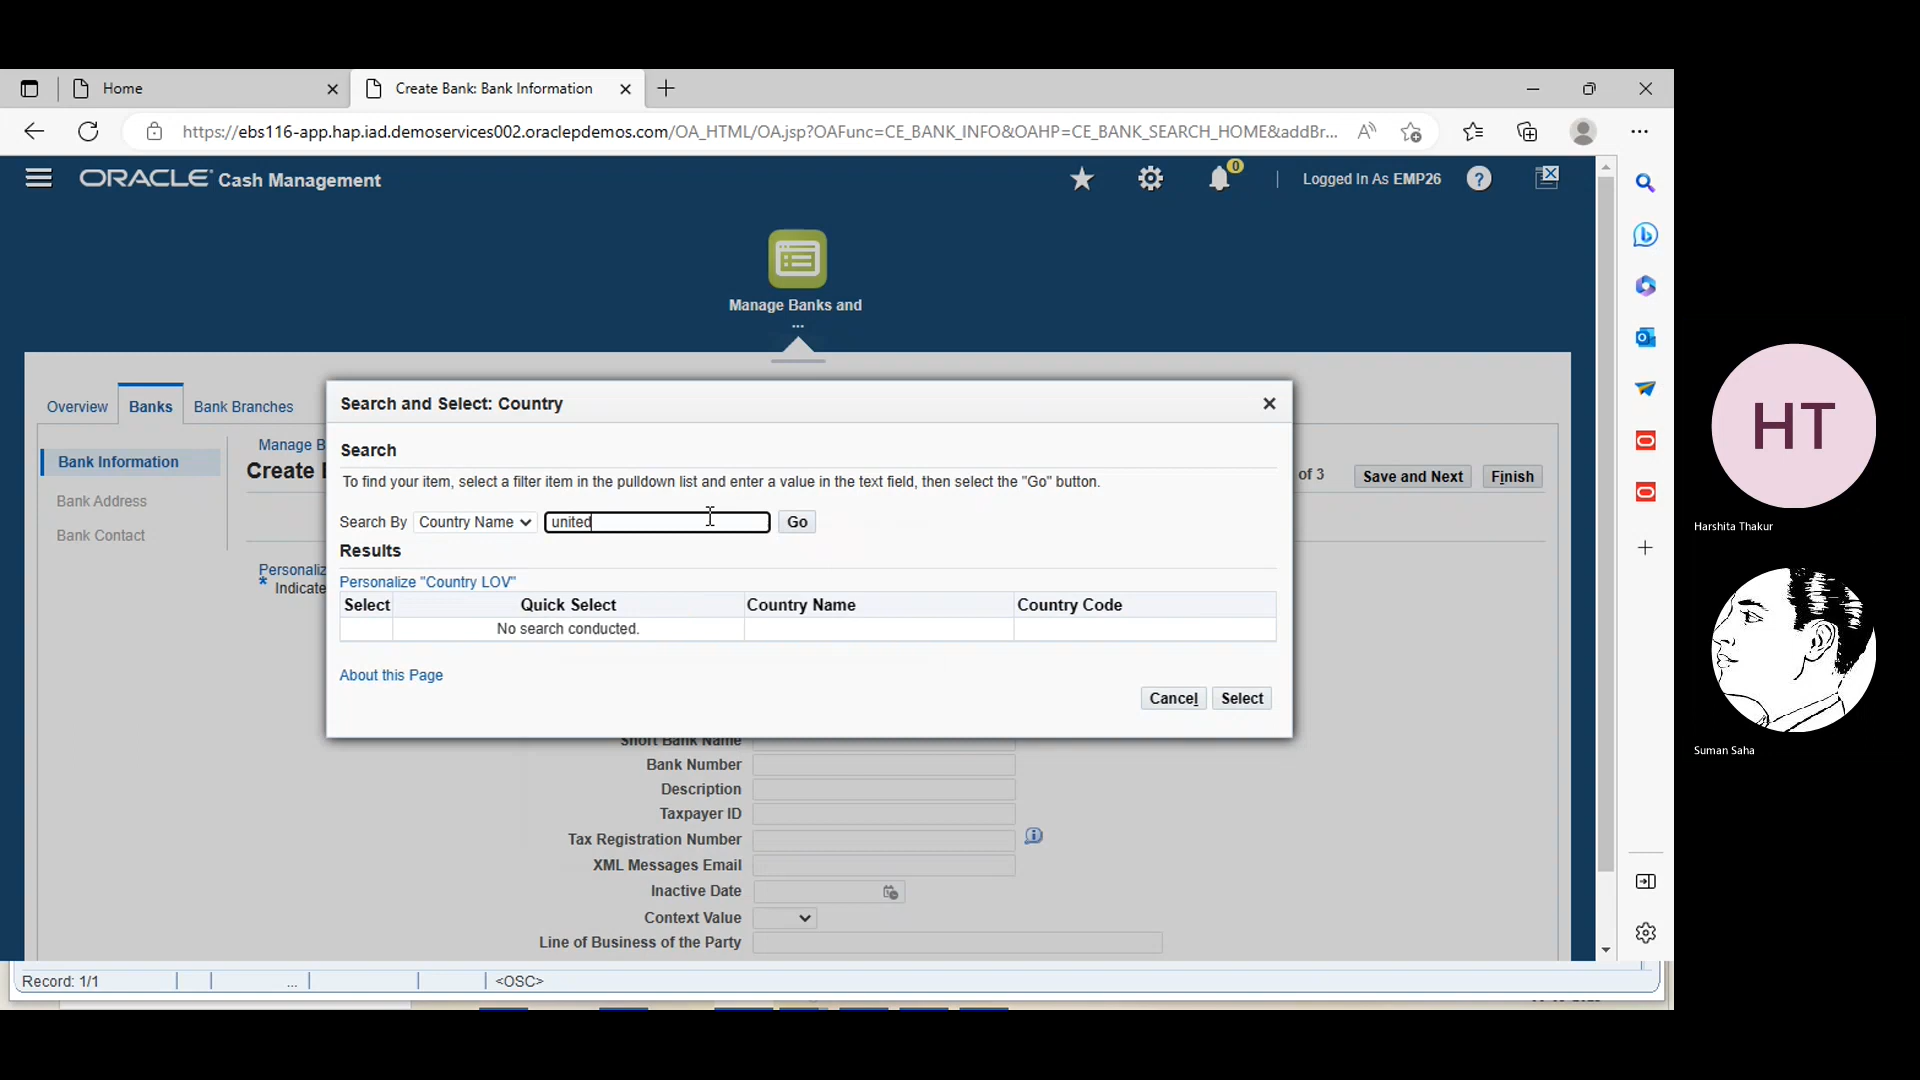 Home
Create Bank: Bank Information
https://ebs116-app.hap.iad.demoservices002.oraclepdemos.com/OA_HTML/OA.jsp?OAFunc=CE_BANK_INFO&OAHP=CE_BANK_SEARCH_HOME&addBr...
ORACLE Cash Management
0
Logged In As EMP26
Manage Banks and
...
Overview
Banks
Bank Branches
Search and Select: Country
Manage B
Search
Bank Information
Create
of 3
Save and Next
Finish
To find your item, select a filter item in the pulldown list and enter a value in the text field, then select the "Go" button.
Bank Address
Search By Country Name united Go
Bank Contact
Results
Personaliz
* Indicate
Personalize "Country LOV"
Select Quick Select Country Name Country Code
No search conducted.
About this Page
Cancel Select
Short Bank Name
Bank Number
Description
Taxpayer ID
Tax Registration Number
XML Messages Email
Inactive Date
Context Value
Line of Business of the Party
Record: 1/1 ... <OSC>
HT
Harshita Thakur
Suman Saha